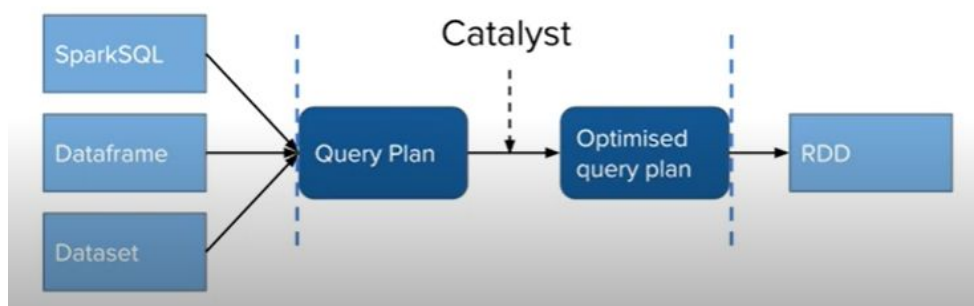 Catalyst
SparkSQL
Dataframe
Dataset
Query Plan
Optimised
query plan
RDD